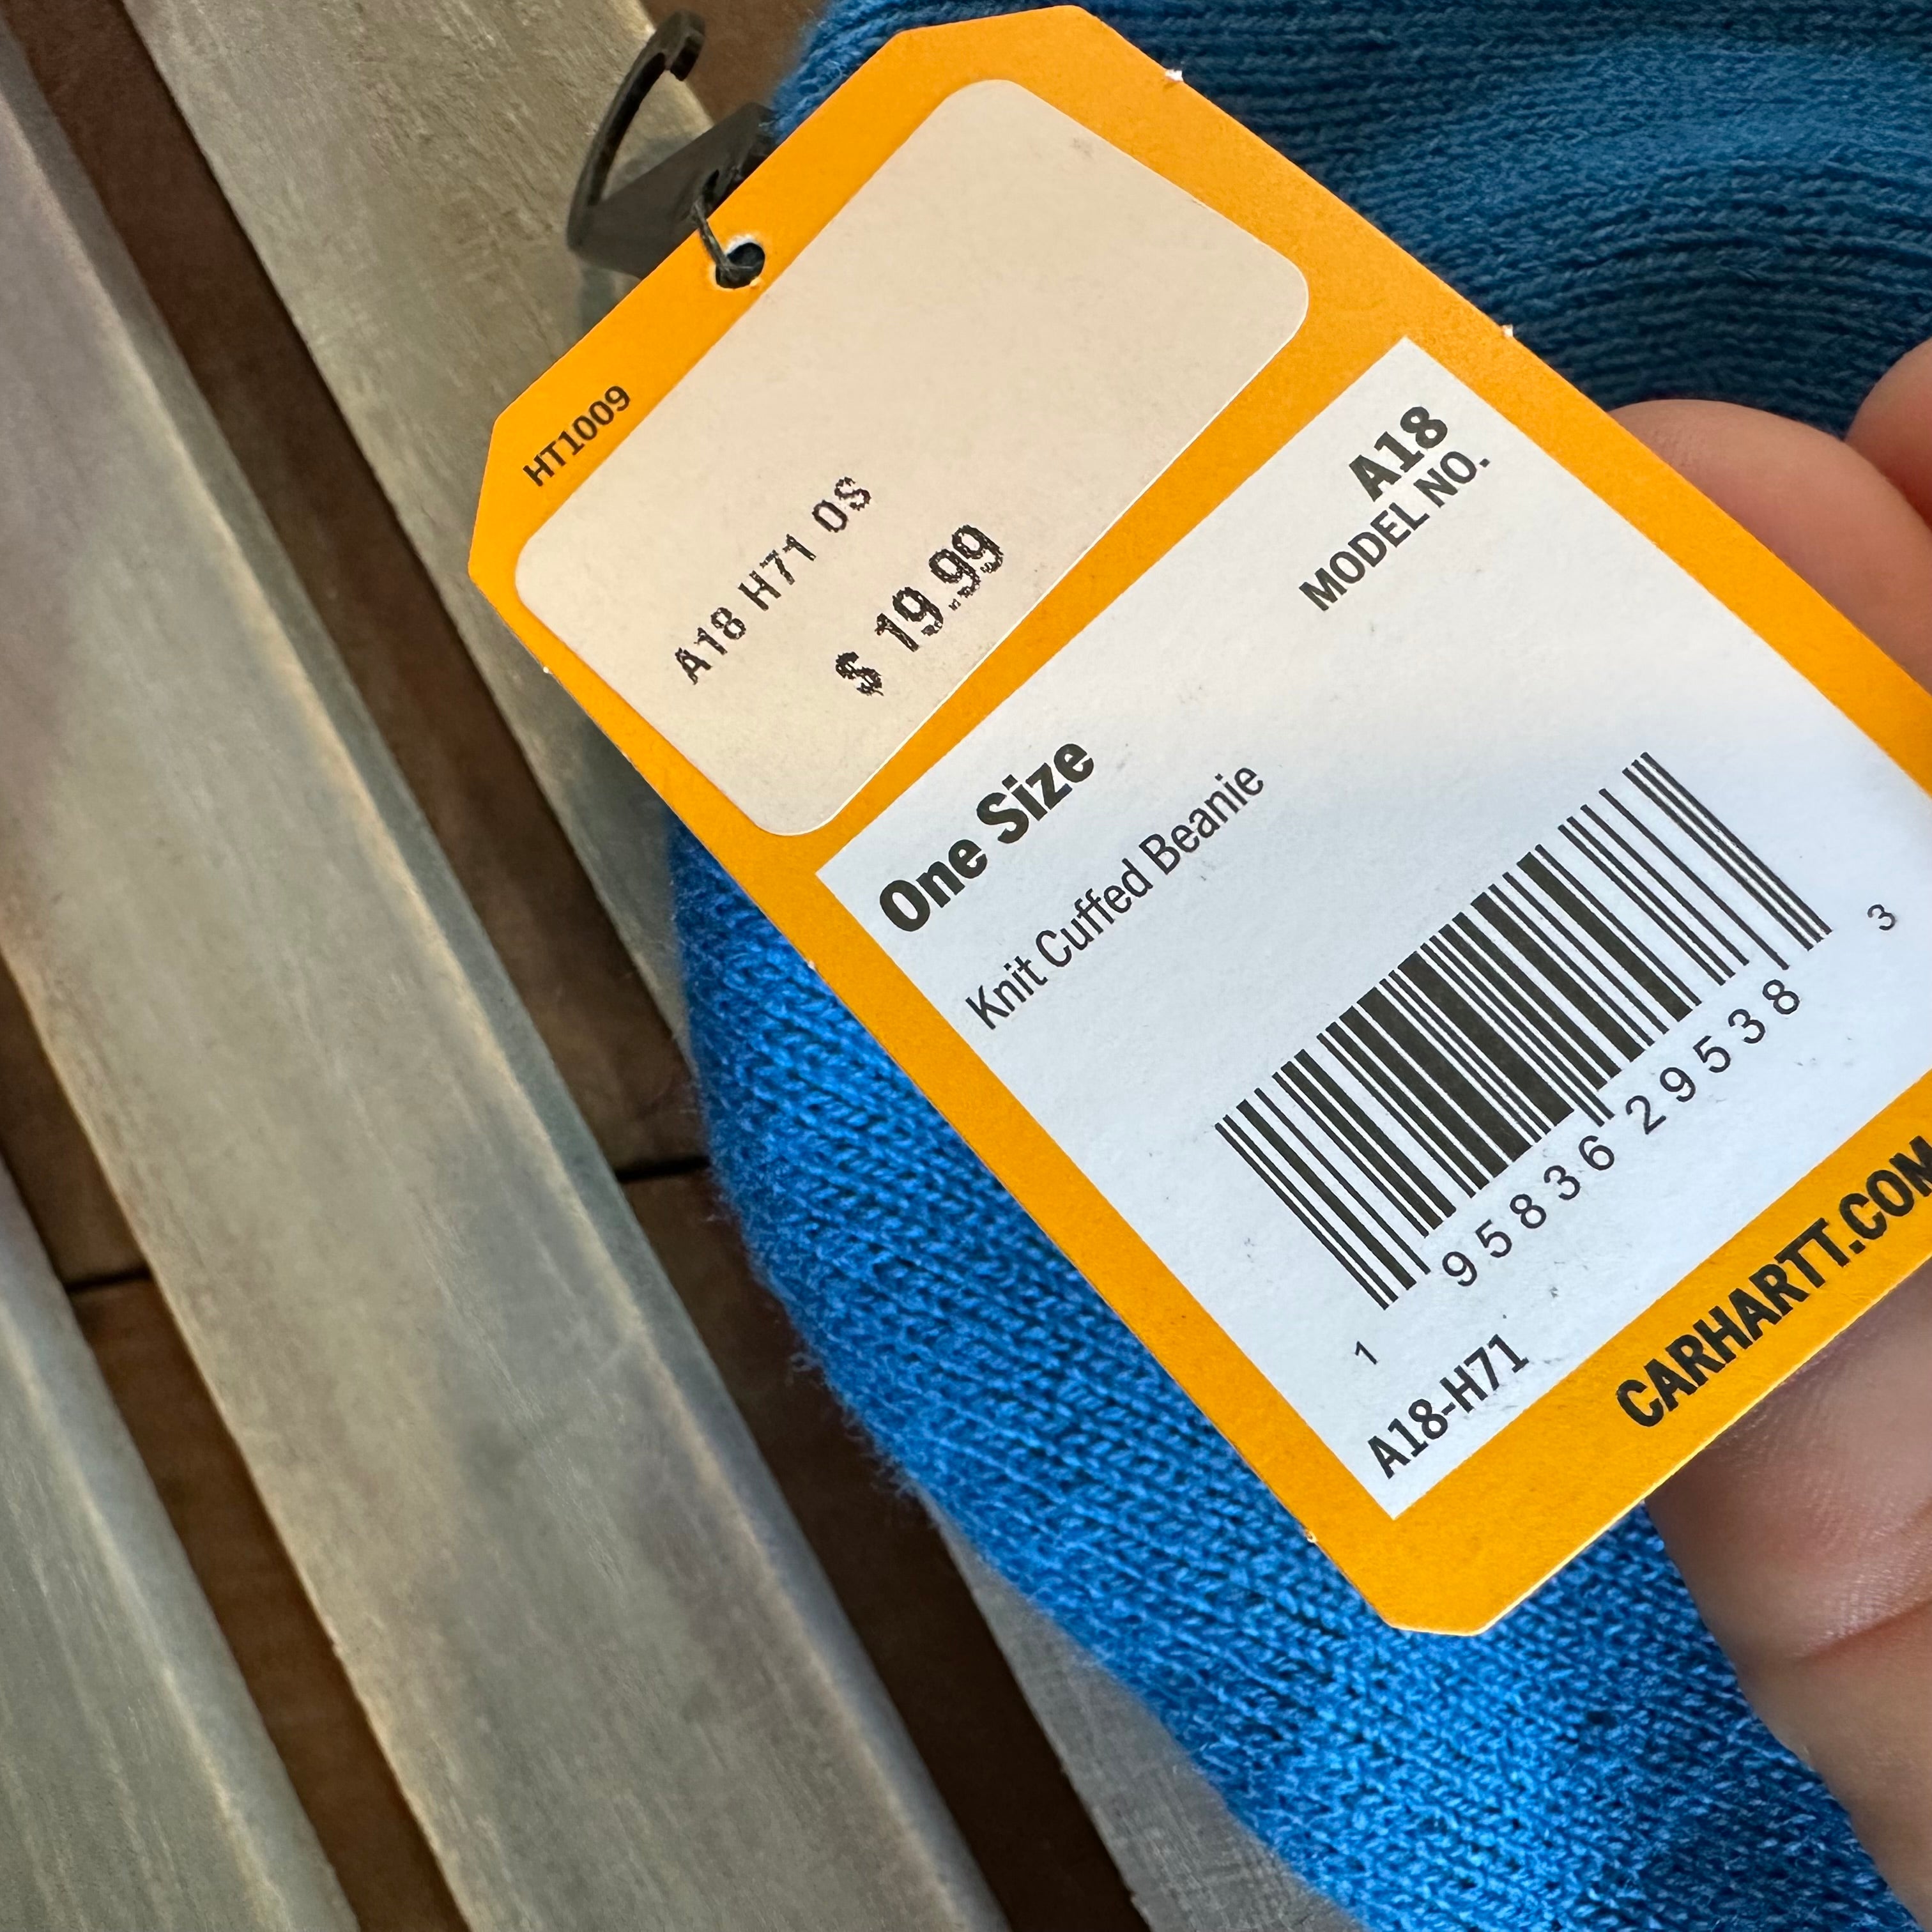 HT1009
A18 H71 OS
$ 19.99
A18
MODEL NO.
One Size
Knit Cuffed Beanie
1 95836 29538 3
A18-H71
CARHARTT.COM